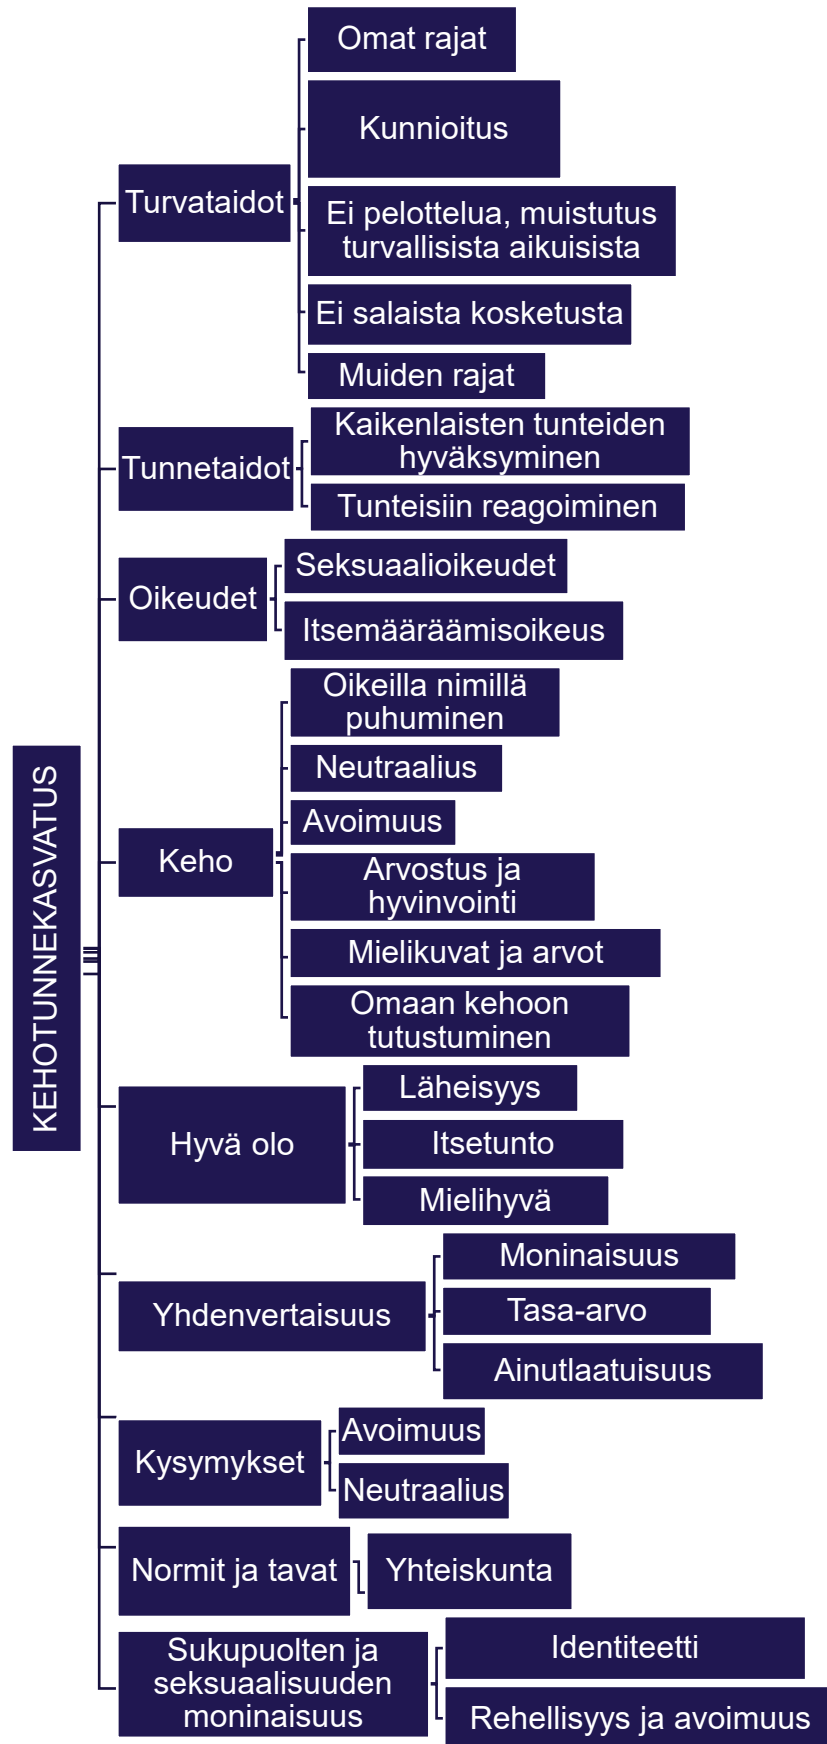 KEHOTUNNEKASVATUS
Turvataidot
Omat rajat
Kunnioitus
Ei pelottelua, muistutus
turvallisista aikuisista
Ei salaista kosketusta
Muiden rajat
Tunnetaidot
Kaikenlaisten tunteiden
hyväksyminen
Tunteisiin reagoiminen
Oikeudet
Seksuaalioikeudet
Itsemääräämisoikeus
Keho
Oikeilla nimillä
puhuminen
Neutraalius
Avoimuus
Arvostus ja
hyvinvointi
Mielikuvat ja arvot
Omaan kehoon
tutustuminen
Hyvä olo
Läheisyys
Itsetunto
Mielihyvä
Yhdenvertaisuus
Moninaisuus
Tasa-arvo
Ainutlaatuisuus
Kysymykset
Avoimuus
Neutraalius
Normit ja tavat
Yhteiskunta
Sukupuolten ja
seksuaalisuuden
moninaisuus
Identiteetti
Rehellisyys ja avoimuus